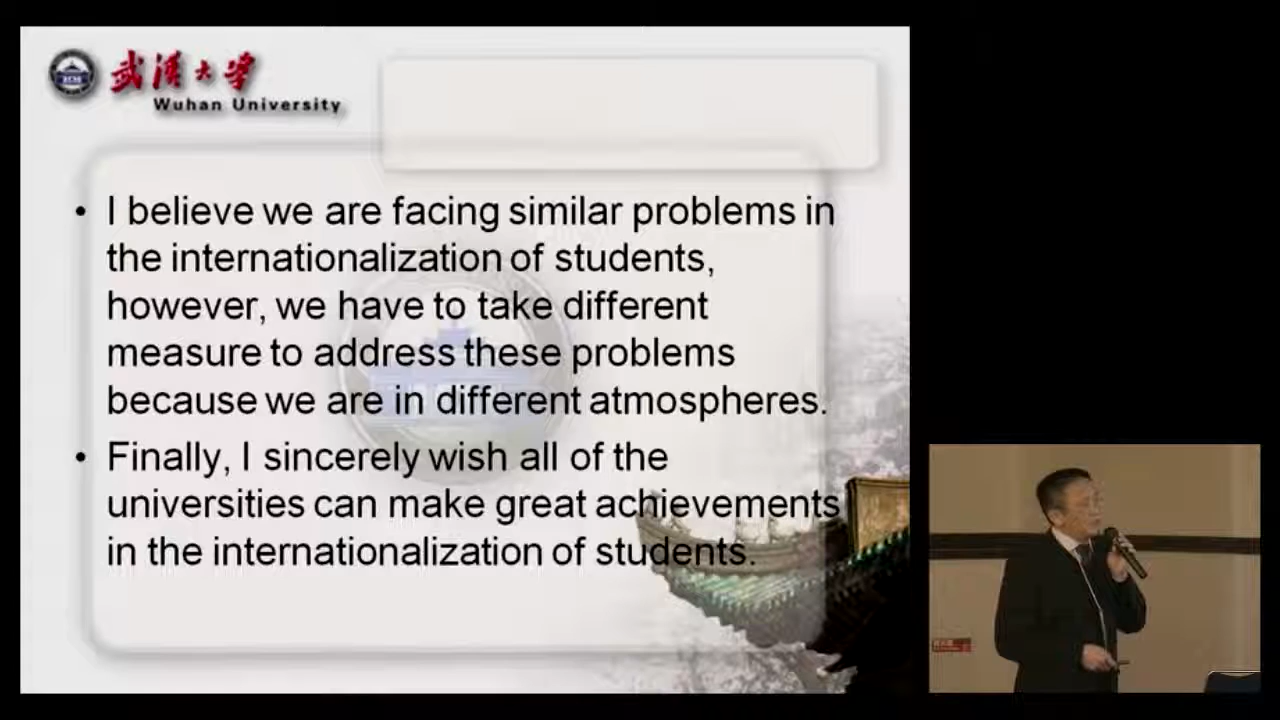 武漢大学
Wuhan University
• I believe we are facing similar problems in
the internationalization of students,
however, we have to take different
measure to address these problems
because we are in different atmospheres.
• Finally, I sincerely wish all of the
universities can make great achievements
in the internationalization of students.